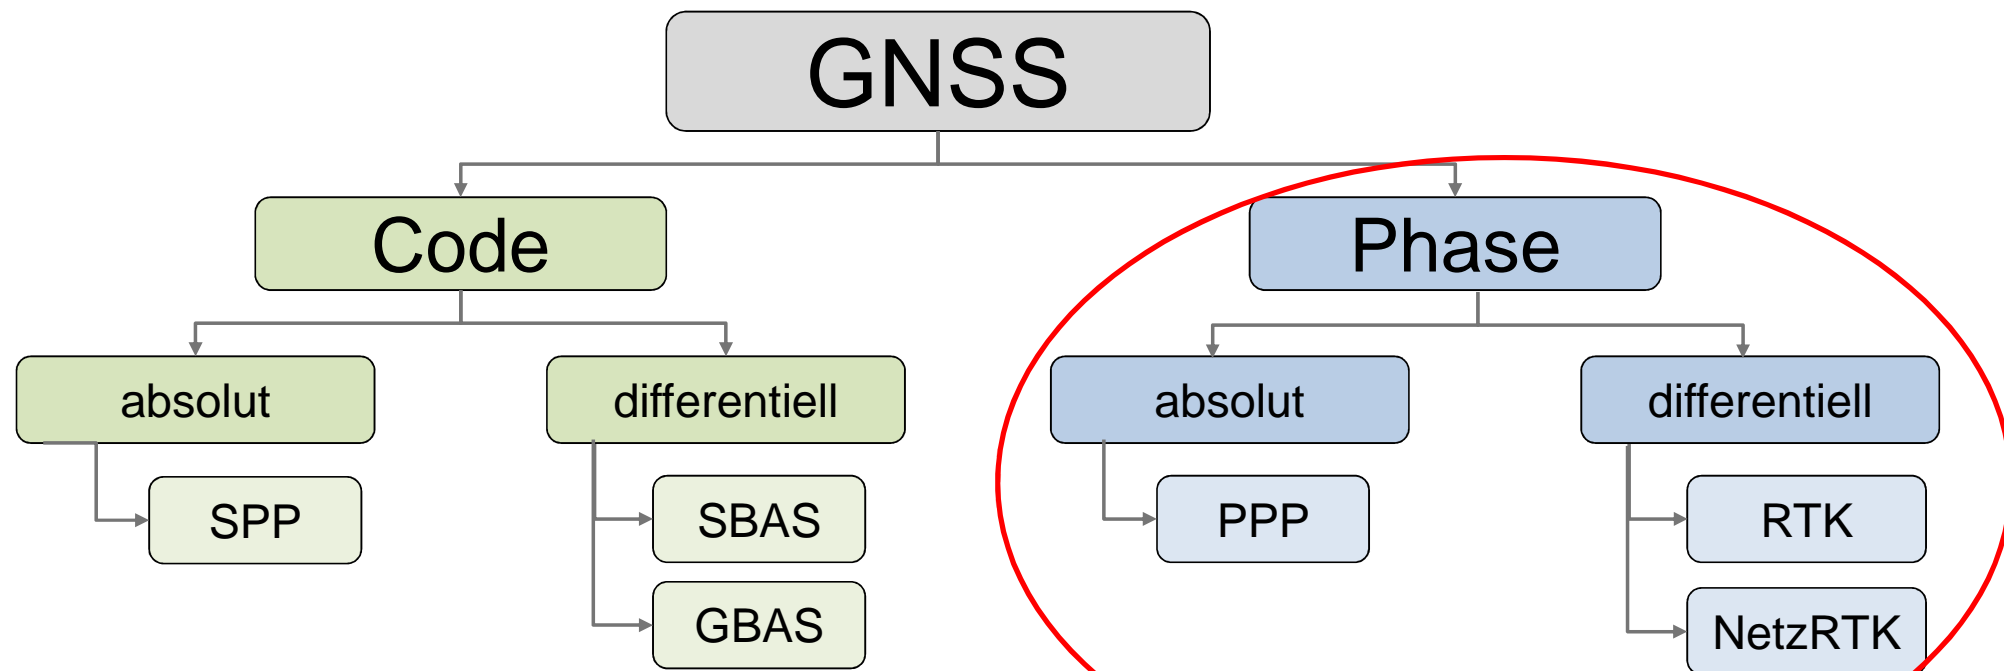 GNSS
Code
Phase
absolut
differentiell
absolut
differentiell
SPP
SBAS
PPP
RTK
GBAS
NetzRTK